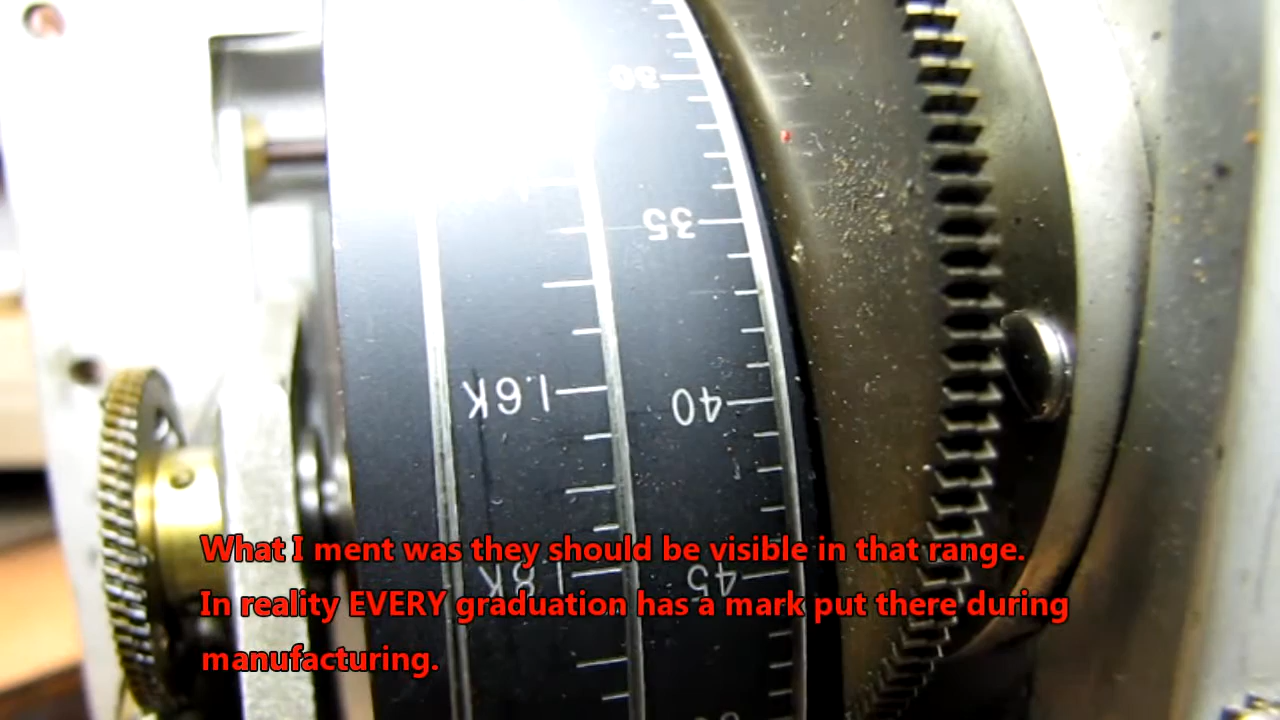 30
35
1.6K
40
What I ment was they should be visible in that range.
1.8K
45
In reality EVERY graduation has a mark put there during
manufacturing.